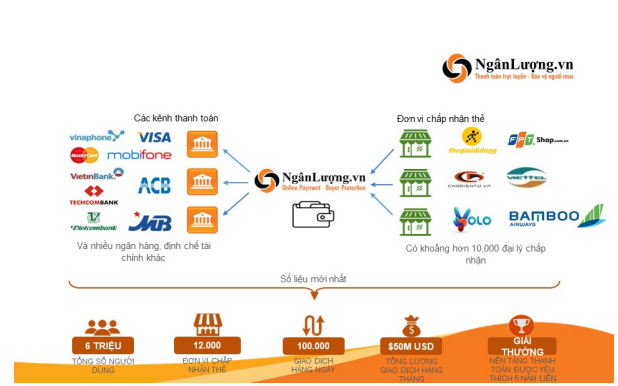 NgânLượng.vn
Thanh toán trực tuyến - Bảo vệ người mua
Các kênh thanh toán
Đơn vị chấp nhận thẻ
vinaphone
VISA
MasterCard
mobifone
thegioididong
FPT. Shop.com.vn
VietinBank
ACB
TECHCOMBANK
NgânLượng.vn
Online Payment - Buyer Protection
CHODIENTU.VN
VIETTEL
Vietcombank
MB
YOLO
BAMBOO
AIRWAYS
Và nhiều ngân hàng, định chế tài
chính khác
Có khoảng hơn 10,000 đại lý chấp
nhận
Số liệu mới nhất
6 TRIỆU
TỔNG SỐ NGƯỜI
DÙNG
12.000
ĐƠN VỊ CHẤP
NHẬN THẺ
100.000
GIAO DỊCH
HÀNG NGÀY
$50M USD
TỔNG LƯỢNG
GIAO DỊCH HÀNG
THÁNG
GIẢI
THƯỞNG
NỀN TẢNG THANH
TOÁN ĐƯỢC YÊU
THÍCH 5 NĂM LIỀN